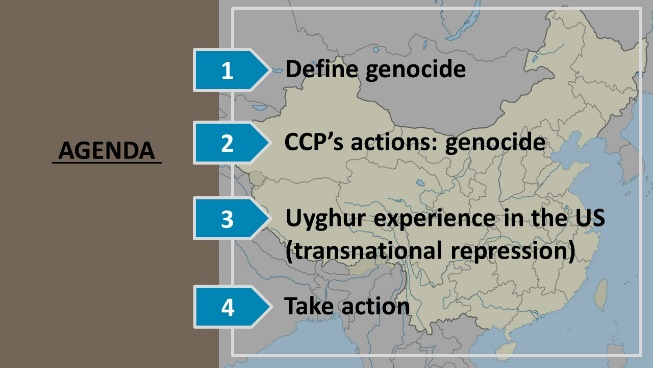 AGENDA
1 Define genocide
2 CCP’s actions: genocide
3 Uyghur experience in the US
(transnational repression)
4 Take action